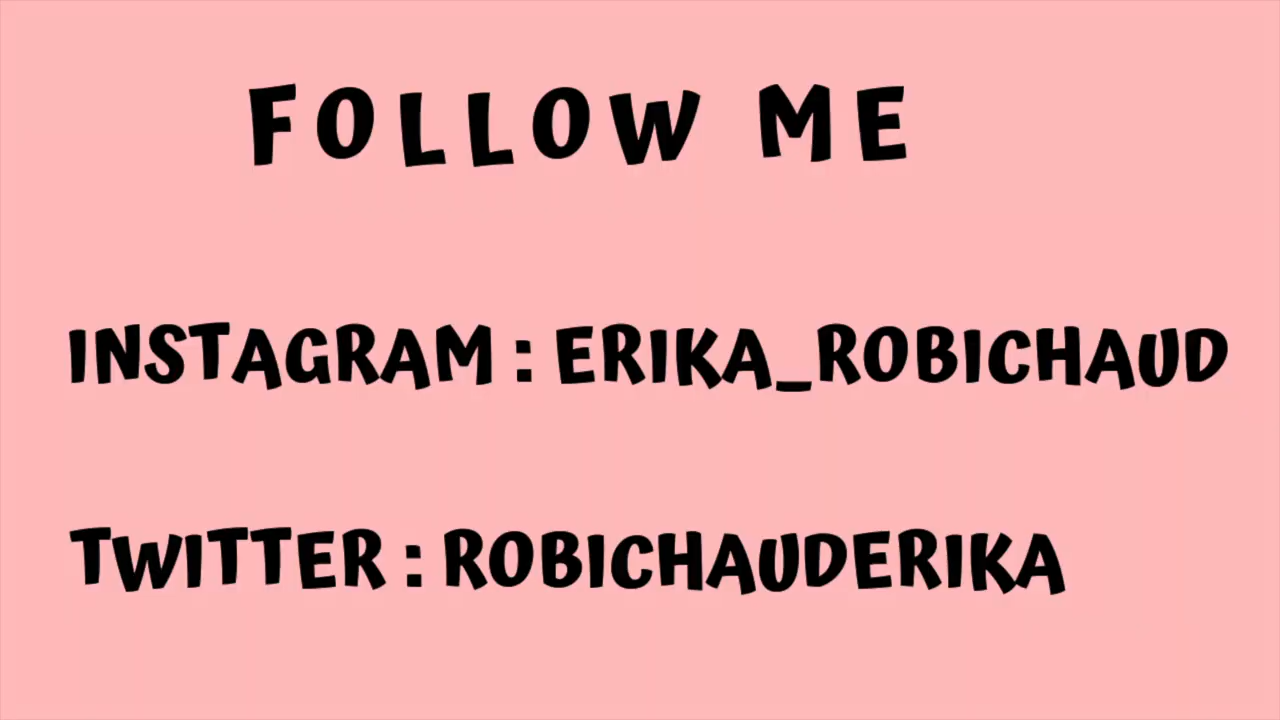 FOLLOW ME
INSTAGRAM : ERIKA_ROBICHAUD
TWITTER : ROBICHAUDERIKA